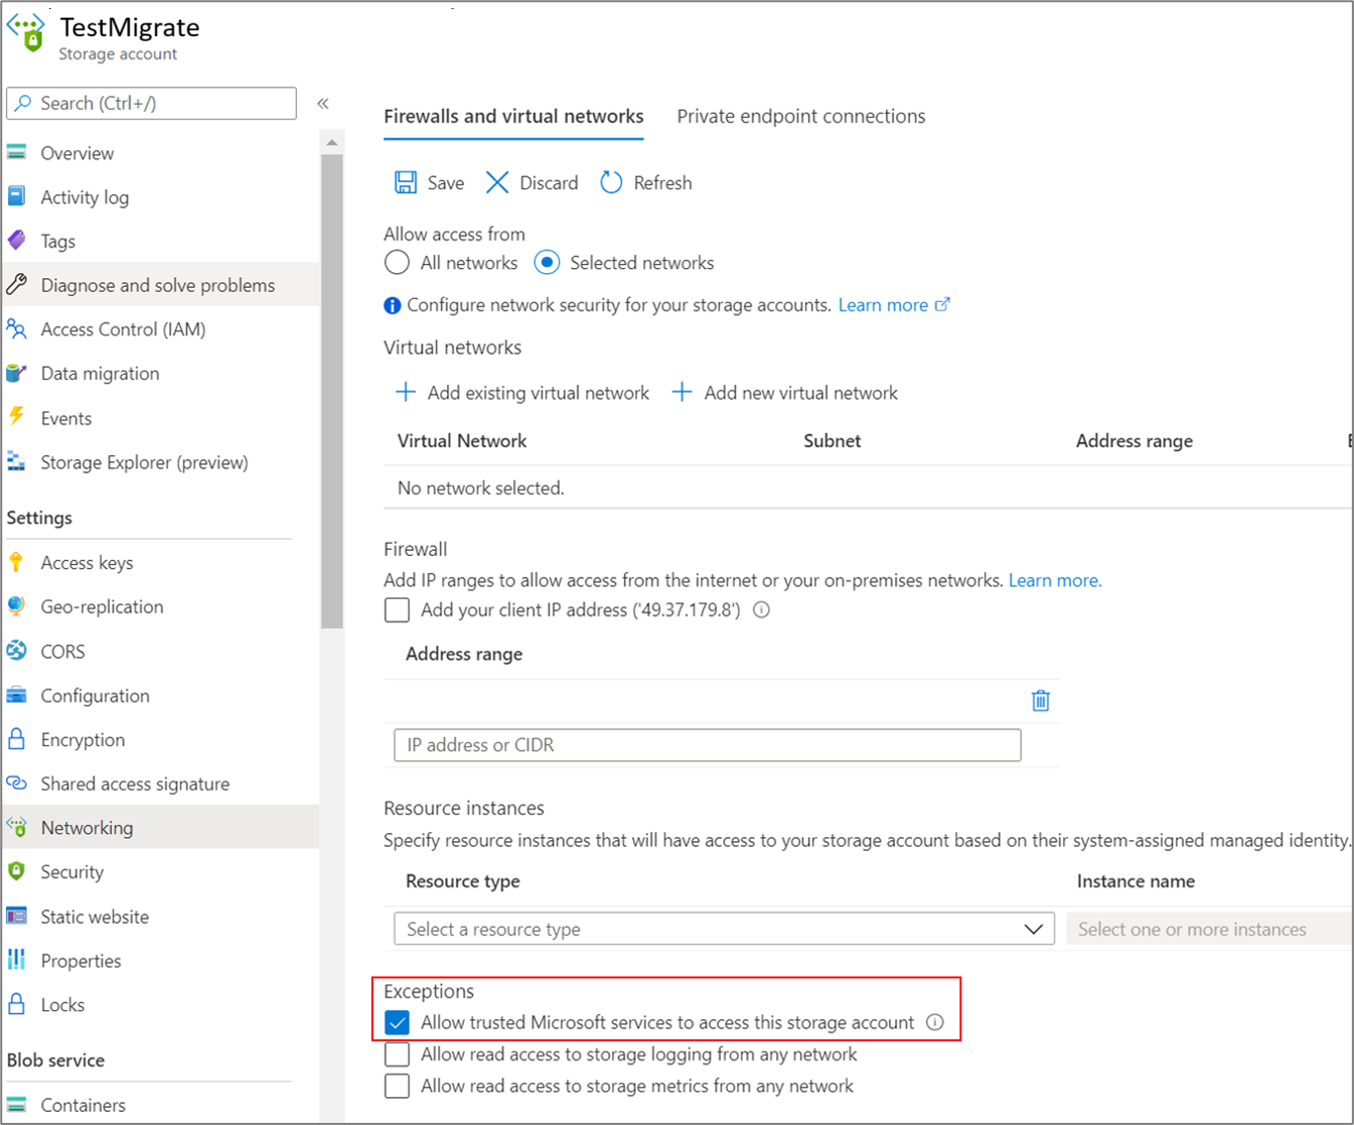 TestMigrate
Storage account
Search (Ctrl+/)
«
Overview
Activity log
Tags
Diagnose and solve problems
Access Control (IAM)
Data migration
Events
Storage Explorer (preview)
Settings
Access keys
Geo-replication
CORS
Configuration
Encryption
Shared access signature
Networking
Security
Static website
Properties
Locks
Blob service
Containers
Firewalls and virtual networks Private endpoint connections
Save Discard Refresh
Allow access from
All networks Selected networks
Configure network security for your storage accounts. Learn more
Virtual networks
Add existing virtual network Add new virtual network
Virtual Network Subnet Address range
No network selected.
Firewall
Add IP ranges to allow access from the internet or your on-premises networks. Learn more.
Add your client IP address ('49.37.179.8')
Address range
IP address or CIDR
Resource instances
Specify resource instances that will have access to your storage account based on their system-assigned managed identity.
Resource type Instance name
Select a resource type Select one or more instances
Exceptions
Allow trusted Microsoft services to access this storage account
Allow read access to storage logging from any network
Allow read access to storage metrics from any network